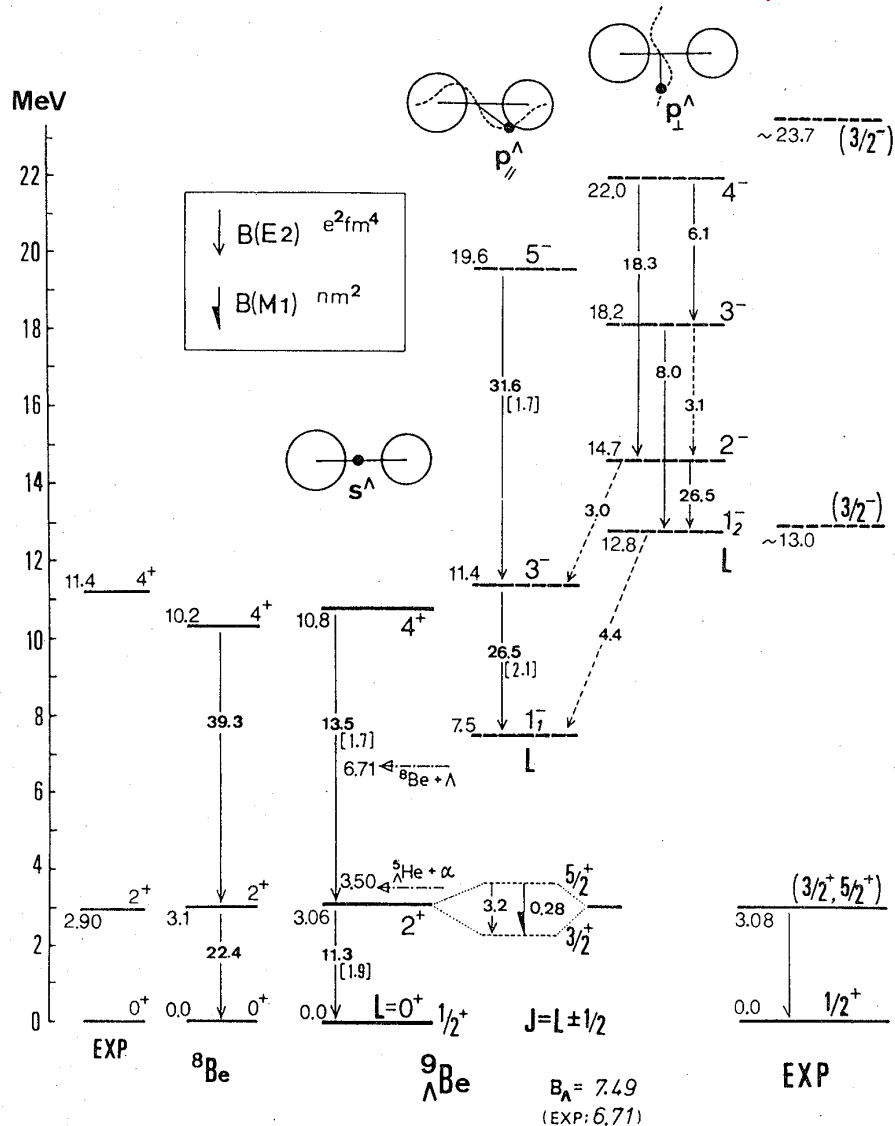 MeV
22
20
18
16
14
12
10
8
6
4
2
0
B(E2) e²fm⁴
B(M1) nm²
p∥^Λ
p⊥^Λ
s^Λ
11.4 4⁺
2.90 2⁺
0⁺
EXP
10.2 4⁺
39.3
3.1 2⁺
22.4
0.0 0⁺
⁸Be
10.8 4⁺
13.5
[1.7]
6.71 ⁸Be + Λ
3.50 ⁵ΛHe + α
3.06 2⁺
11.3
[1.9]
0.0 L=0⁺ 1/2⁺
⁹ΛBe
5/2⁺
3.2 0.28
3/2⁺
J=L±1/2
B_Λ = 7.49
(EXP: 6.71)
19.6 5⁻
31.6
[1.7]
11.4 3⁻
26.5
[2.1]
7.5 1₁⁻
L
22.0 4⁻
6.1
18.3
18.2 3⁻
8.0
3.1
14.7 2⁻
26.5
3.0
12.8 1₂⁻
L
4.4
~23.7 (3/2⁻)
(3/2⁻)
~13.0
(3/2⁺, 5/2⁺)
3.08
0.0 1/2⁺
EXP